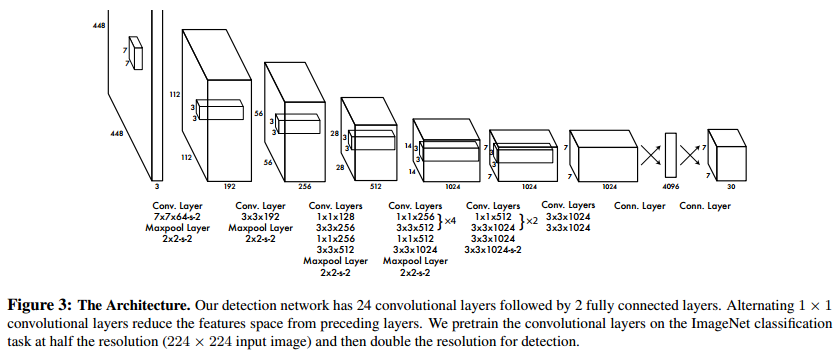 448
7
7
448
3
112
3
3
112
192
56
3
3
56
256
28
3
3
28
512
14
3
3
14
1024
7
3
3
7
1024
7
7
1024
4096
7
7
30
Conv. Layer
7x7x64-s-2
Maxpool Layer
2x2-s-2
Conv. Layer
3x3x192
Maxpool Layer
2x2-s-2
Conv. Layers
1x1x128
3x3x256
1x1x256
3x3x512
Maxpool Layer
2x2-s-2
Conv. Layers
1x1x256
3x3x512 }×4
1x1x512
3x3x1024
Maxpool Layer
2x2-s-2
Conv. Layers
1x1x512
3x3x1024 }×2
3x3x1024
3x3x1024-s-2
Conv. Layers
3x3x1024
3x3x1024
Conn. Layer
Conn. Layer
Figure 3: The Architecture. Our detection network has 24 convolutional layers followed by 2 fully connected layers. Alternating 1 × 1
convolutional layers reduce the features space from preceding layers. We pretrain the convolutional layers on the ImageNet classification
task at half the resolution (224 × 224 input image) and then double the resolution for detection.